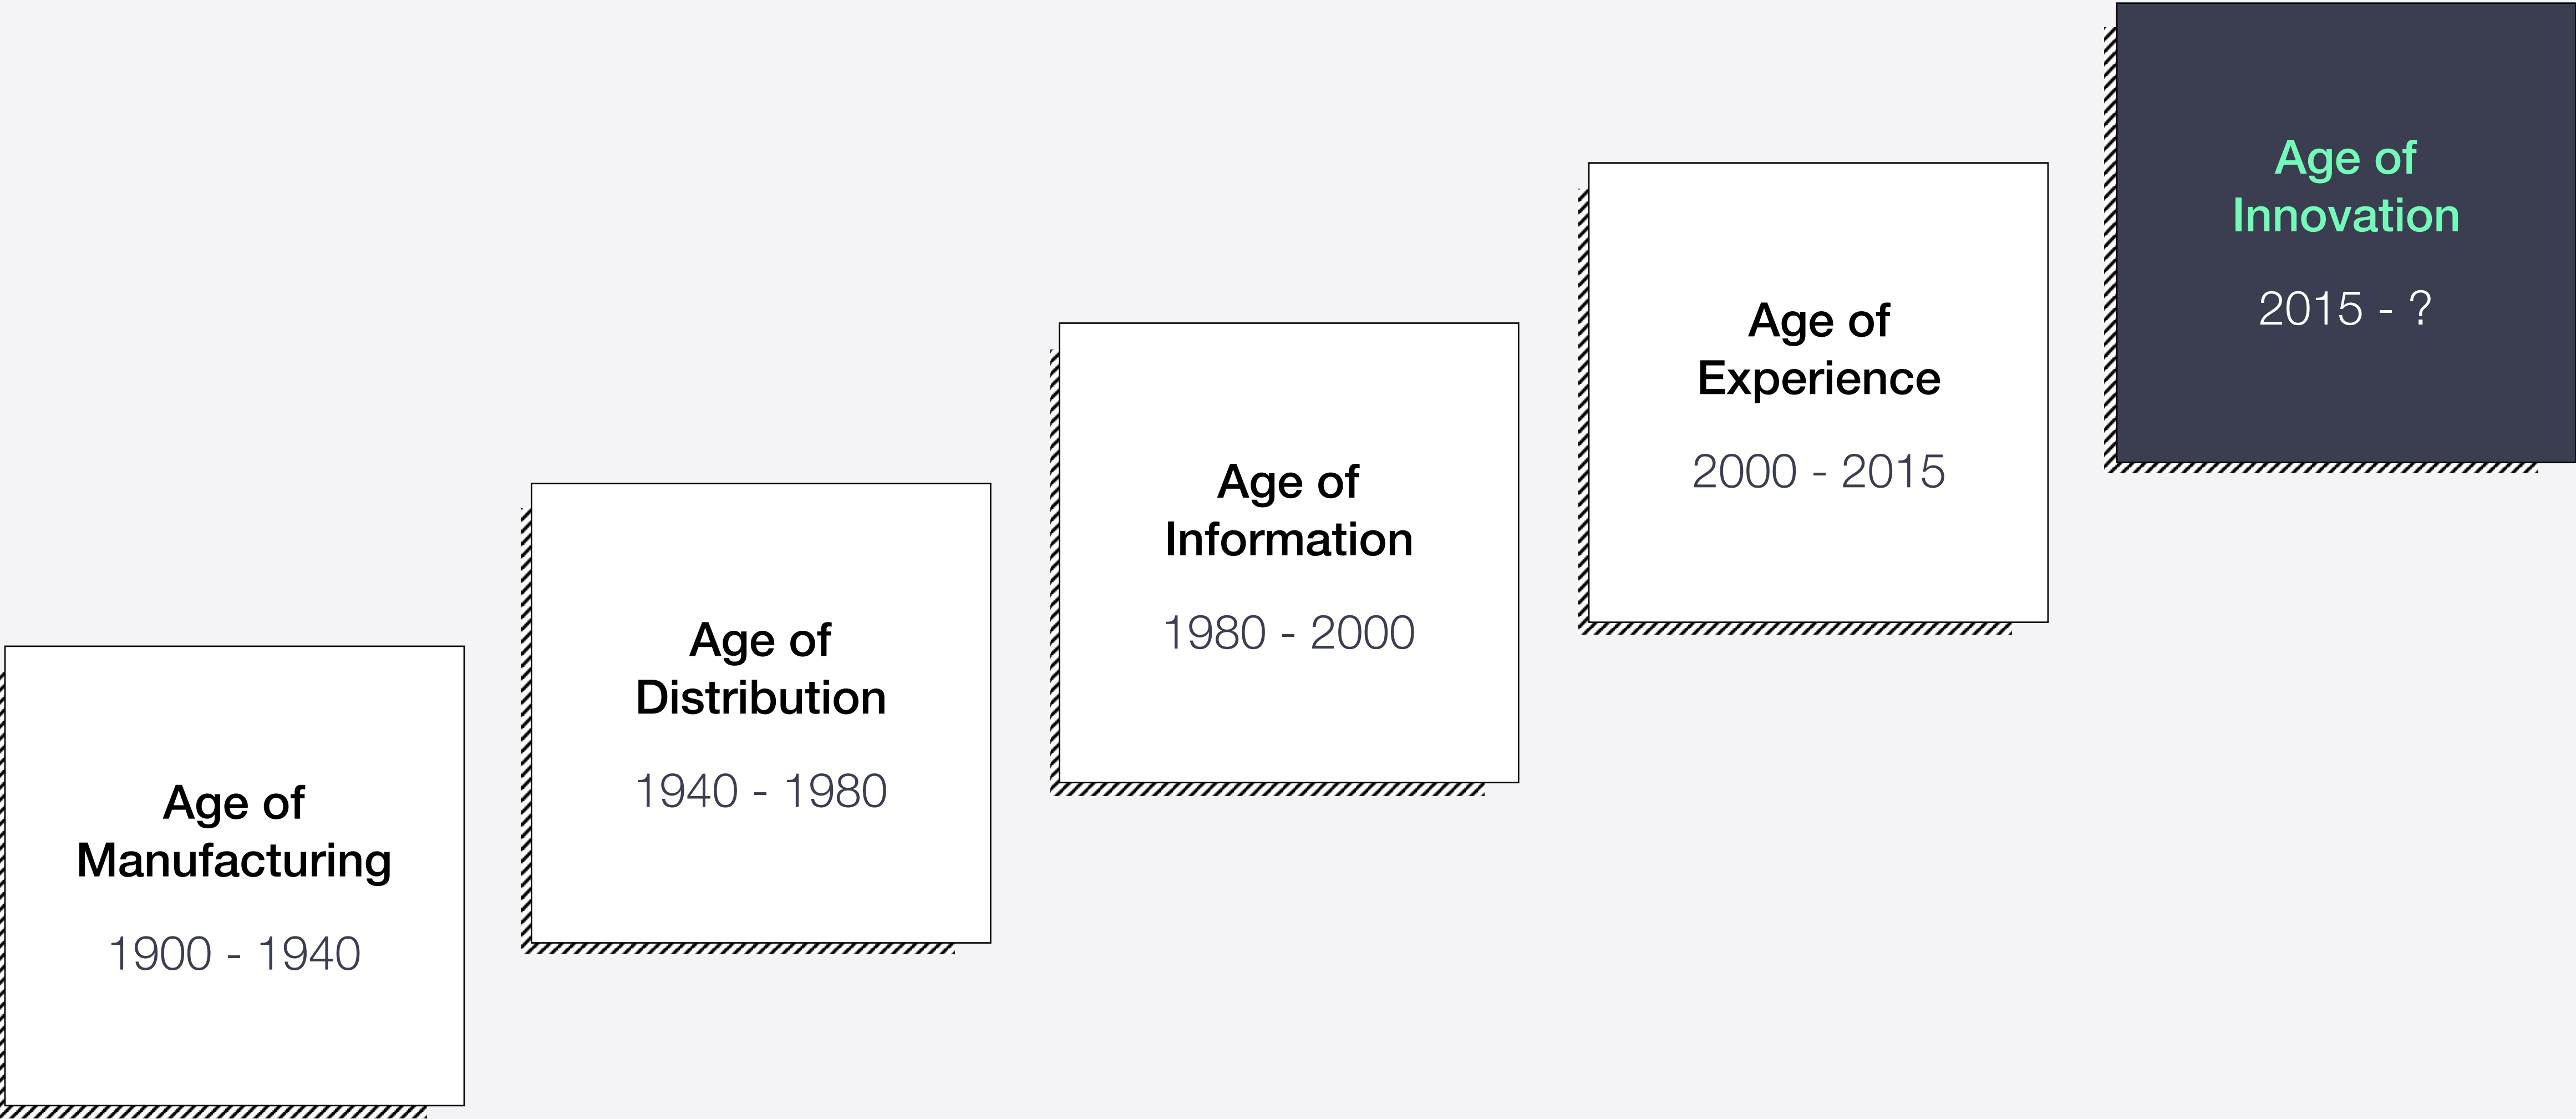 Age of
Manufacturing
1900 - 1940
Age of
Distribution
1940 - 1980
Age of
Information
1980 - 2000
Age of
Experience
2000 - 2015
Age of
Innovation
2015 - ?